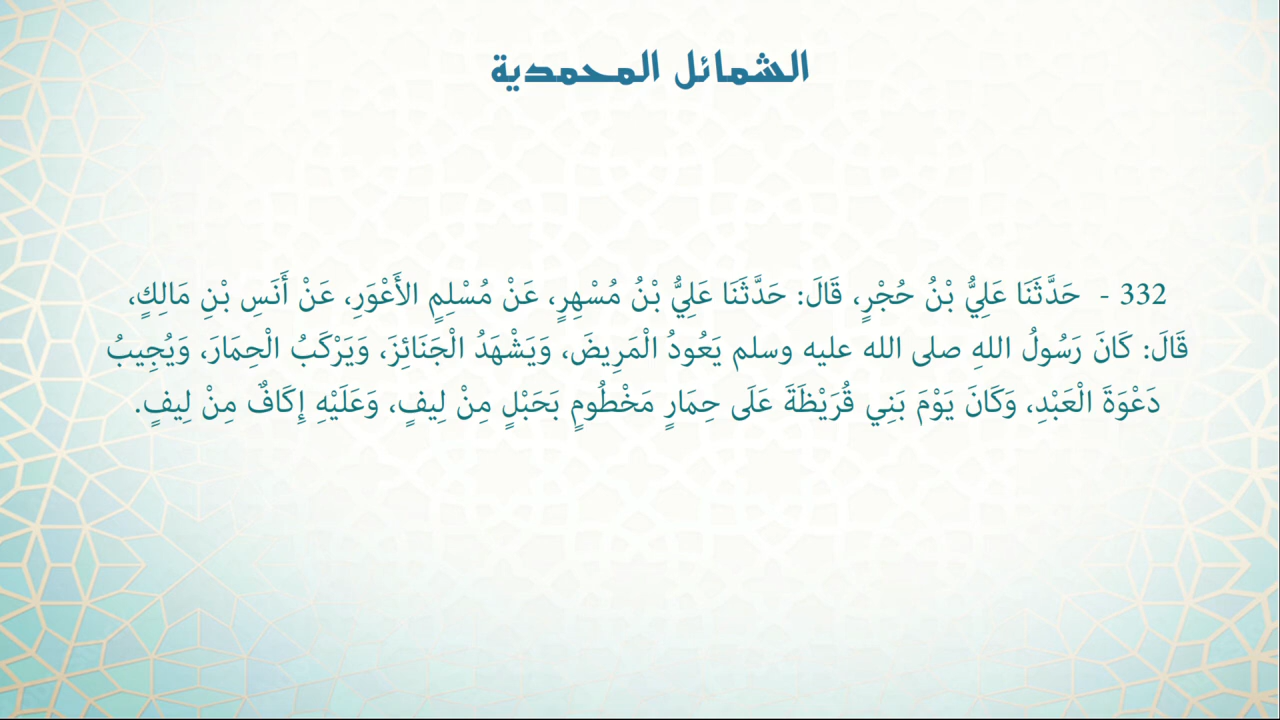 الشمائل المحمدية
332 - حَدَّثَنَا عَلِيُّ بْنُ حُجْرٍ، قَالَ: حَدَّثَنَا عَلِيُّ بْنُ مُسْهِرٍ، عَنْ مُسْلِمٍ الأَعْوَرِ، عَنْ أَنَسِ بْنِ مَالِكٍ،
قَالَ: كَانَ رَسُولُ اللهِ صلى الله عليه وسلم يَعُودُ الْمَرِيضَ، وَيَشْهَدُ الْجَنَائِزَ، وَيَرْكَبُ الْحِمَارَ، وَيُجِيبُ
دَعْوَةَ الْعَبْدِ، وَكَانَ يَوْمَ بَنِي قُرَيْظَةَ عَلَى حِمَارٍ مَخْطُومٍ بَحَبْلٍ مِنْ لِيفٍ، وَعَلَيْهِ إِكَافٌ مِنْ لِيفٍ.